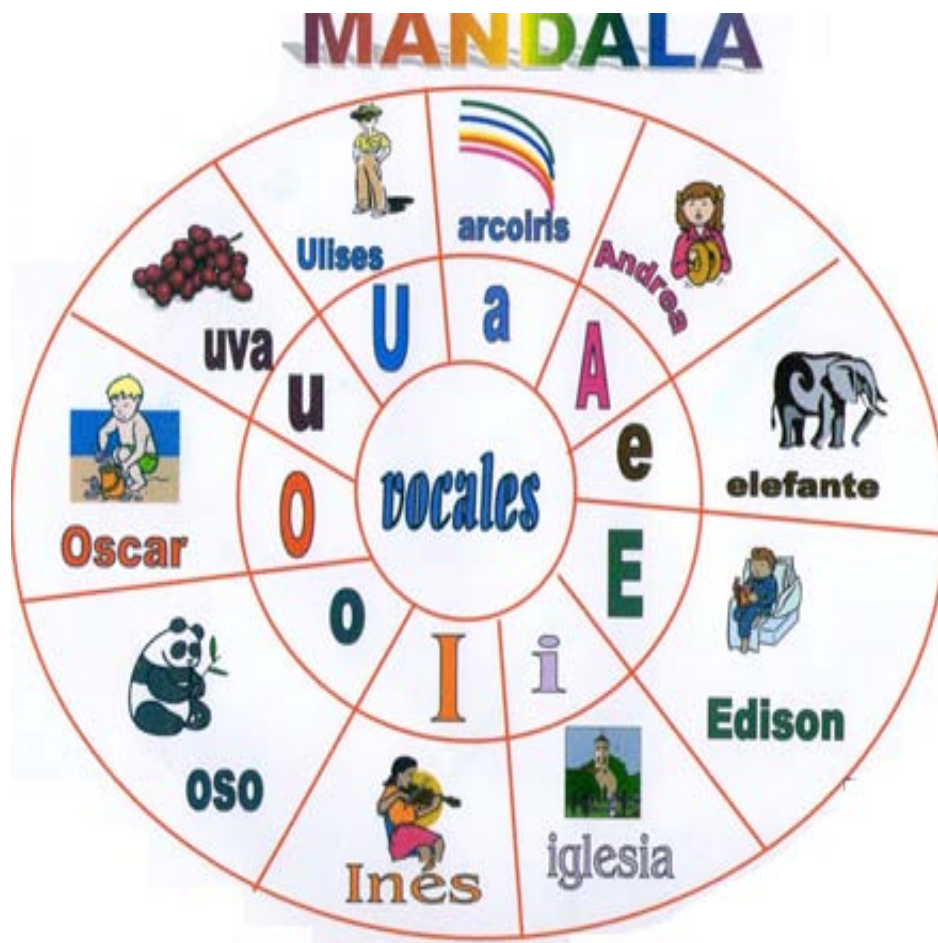 MANDALA
arcoiris
a
Andrea
A
elefante
e
Edison
E
iglesia
i
Inés
I
oso
o
Oscar
O
uva
u
Ulises
U
vocales